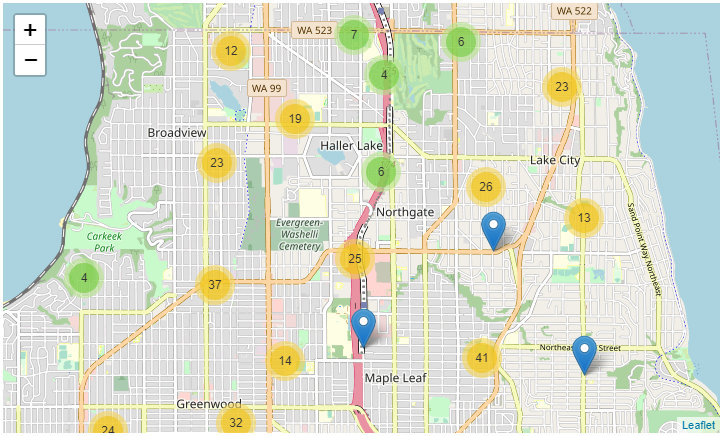 +
−
WA 522
WA 523
7
6
12
4
WA 99
23
19
Broadview
Haller Lake
Lake City
23
6
26
Northgate
13
Evergreen-
Washelli
Cemetery
Carkeek
Park
Sand Point Way Northeast
25
4
37
14
41
Northeas
Street
Maple Leaf
Greenwood
24
32
Leaflet